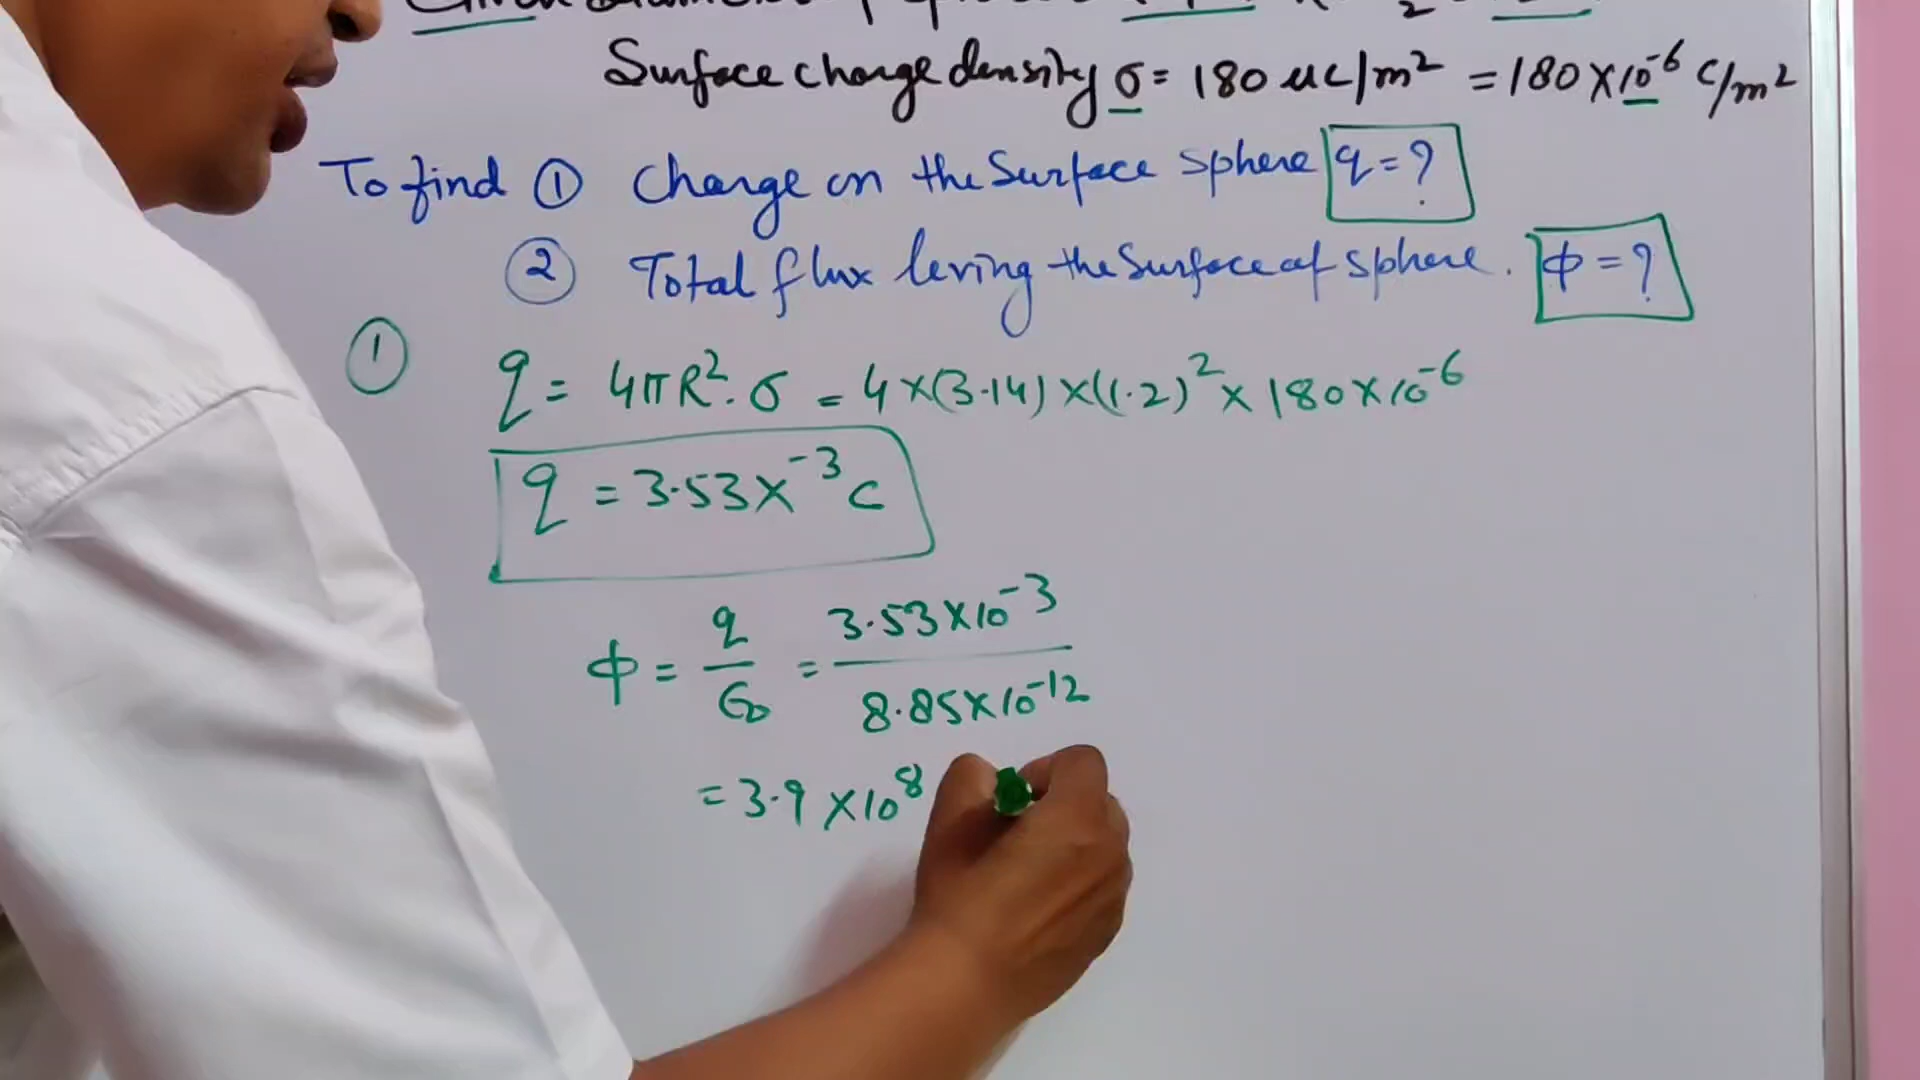 Surface charge density σ = 180 uc/m² = 180 × 10⁻⁶ C/m²
To find ① Charge on the Surface sphere q = ?
② Total flux leving the Surface of sphere. φ = ?
①
q = 4πR². σ = 4 × (3.14) × (1.2)² × 180 × 10⁻⁶
q = 3.53 × ⁻³ C
φ = q/ϵ₀ = 3.53 × 10⁻³ / 8.85 × 10⁻¹²
= 3.9 × 10⁸